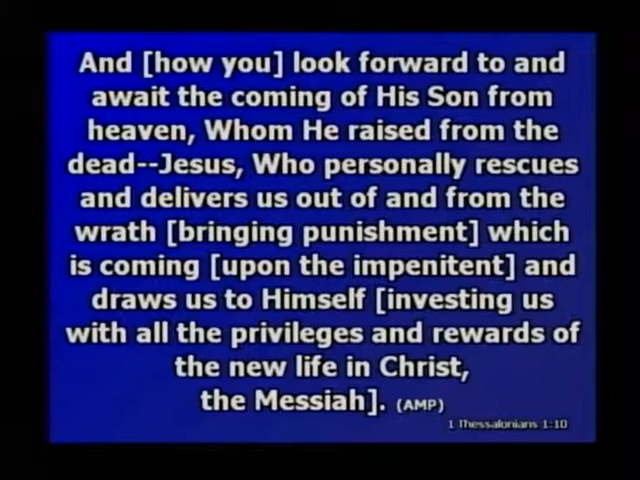 And [how you] look forward to and
await the coming of His Son from
heaven, Whom He raised from the
dead--Jesus, Who personally rescues
and delivers us out of and from the
wrath [bringing punishment] which
is coming [upon the impenitent] and
draws us to Himself [investing us
with all the privileges and rewards of
the new life in Christ,
the Messiah]. (AMP)
1 Thessalonians 1:10